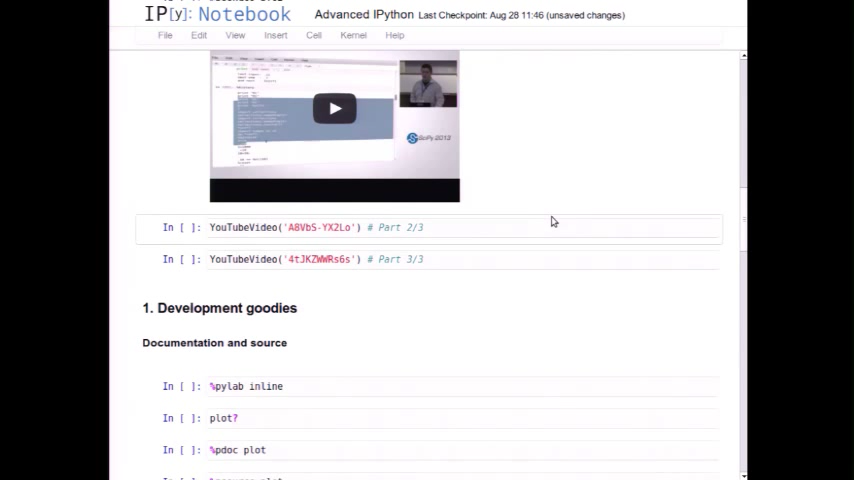 IP[y]: Notebook
Advanced IPython Last Checkpoint: Aug 28 11:46 (unsaved changes)
File Edit View Insert Cell Kernel Help
SciPy 2013
In [ ]: YouTubeVideo('A8VbS-YX2Lo') # Part 2/3
In [ ]: YouTubeVideo('4tJKZWWRs6s') # Part 3/3
1. Development goodies
Documentation and source
In [ ]: %pylab inline
In [ ]: plot?
In [ ]: %pdoc plot